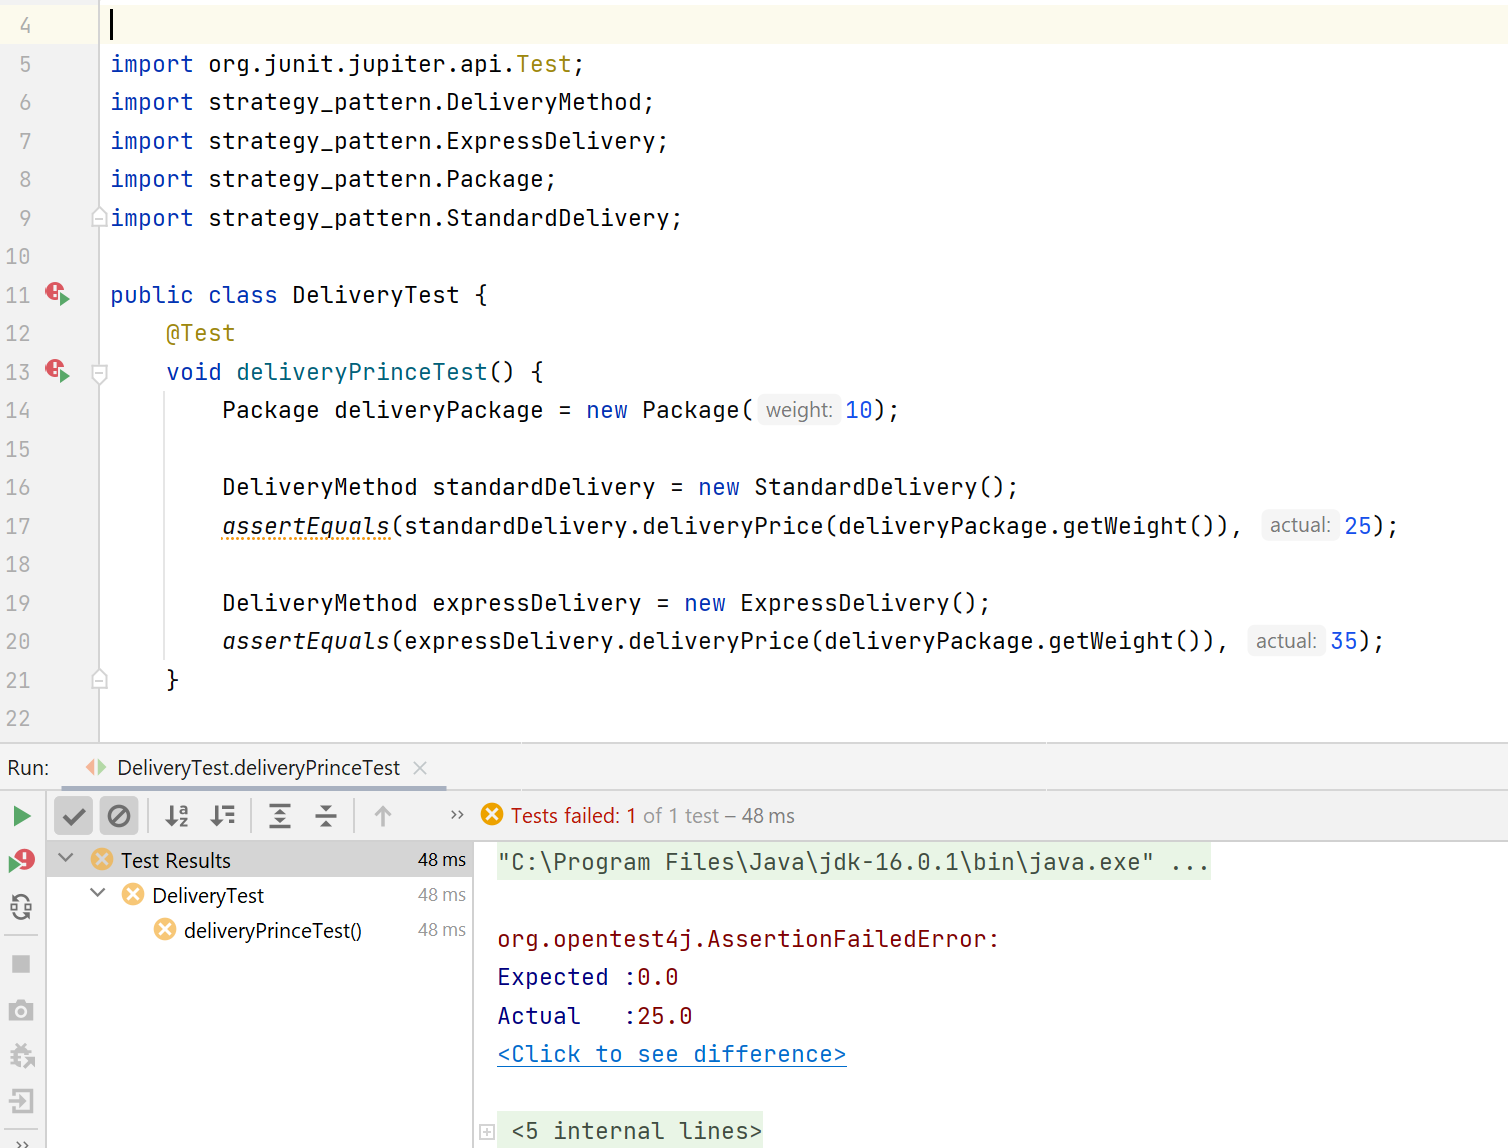 4
5 import org.junit.jupiter.api.Test;
6 import strategy_pattern.DeliveryMethod;
7 import strategy_pattern.ExpressDelivery;
8 import strategy_pattern.Package;
9 import strategy_pattern.StandardDelivery;
10
11 public class DeliveryTest {
12 @Test
13 void deliveryPrinceTest() {
14 Package deliveryPackage = new Package( weight: 10);
15
16 DeliveryMethod standardDelivery = new StandardDelivery();
17 assertEquals(standardDelivery.deliveryPrice(deliveryPackage.getWeight()), actual: 25);
18
19 DeliveryMethod expressDelivery = new ExpressDelivery();
20 assertEquals(expressDelivery.deliveryPrice(deliveryPackage.getWeight()), actual: 35);
21 }
22
Run: DeliveryTest.deliveryPrinceTest
Tests failed: 1 of 1 test – 48 ms
Test Results 48 ms
DeliveryTest 48 ms
deliveryPrinceTest() 48 ms
"C:\Program Files\Java\jdk-16.0.1\bin\java.exe" ...
org.opentest4j.AssertionFailedError:
Expected :0.0
Actual :25.0
<Click to see difference>
<5 internal lines>